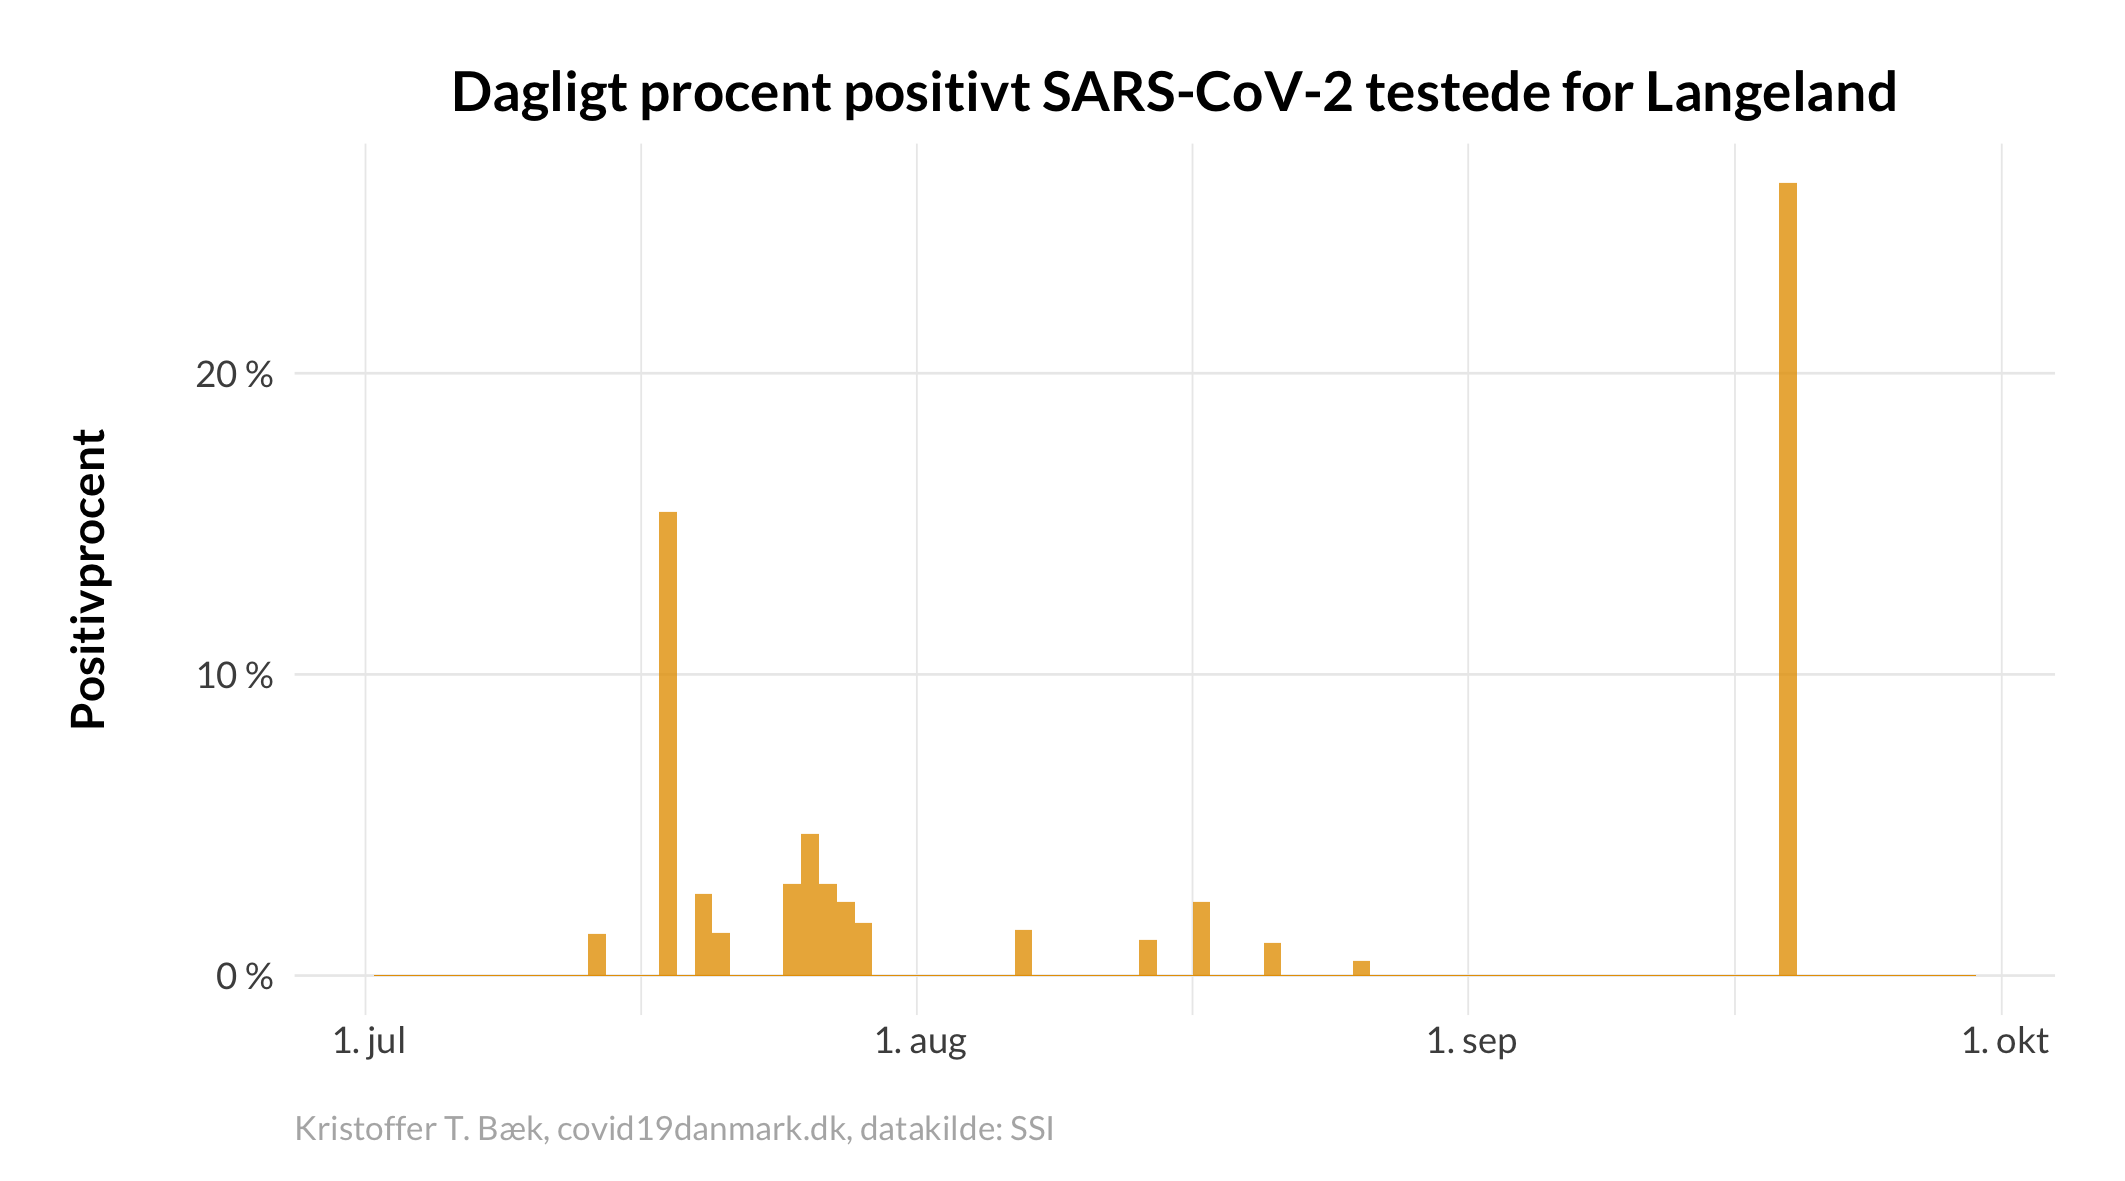 Dagligt procent positivt SARS-CoV-2 testede for Langeland
Positivprocent
20 %
10 %
0 %
1. jul
1. aug
1. sep
1. okt
Kristoffer T. Bæk, covid19danmark.dk, datakilde: SSI